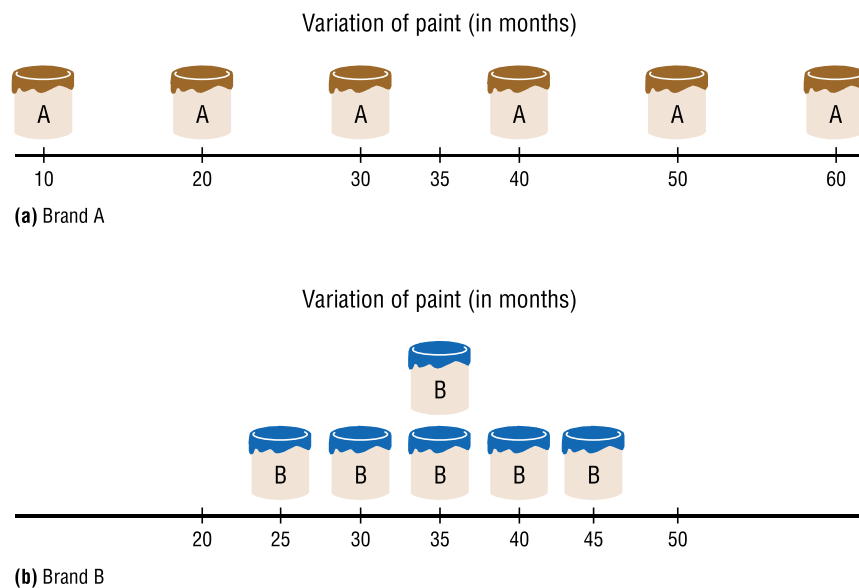 Variation of paint (in months)
A A A A A A
10 20 30 35 40 50 60
(a) Brand A
Variation of paint (in months)
B
B B B B B
20 25 30 35 40 45 50
(b) Brand B